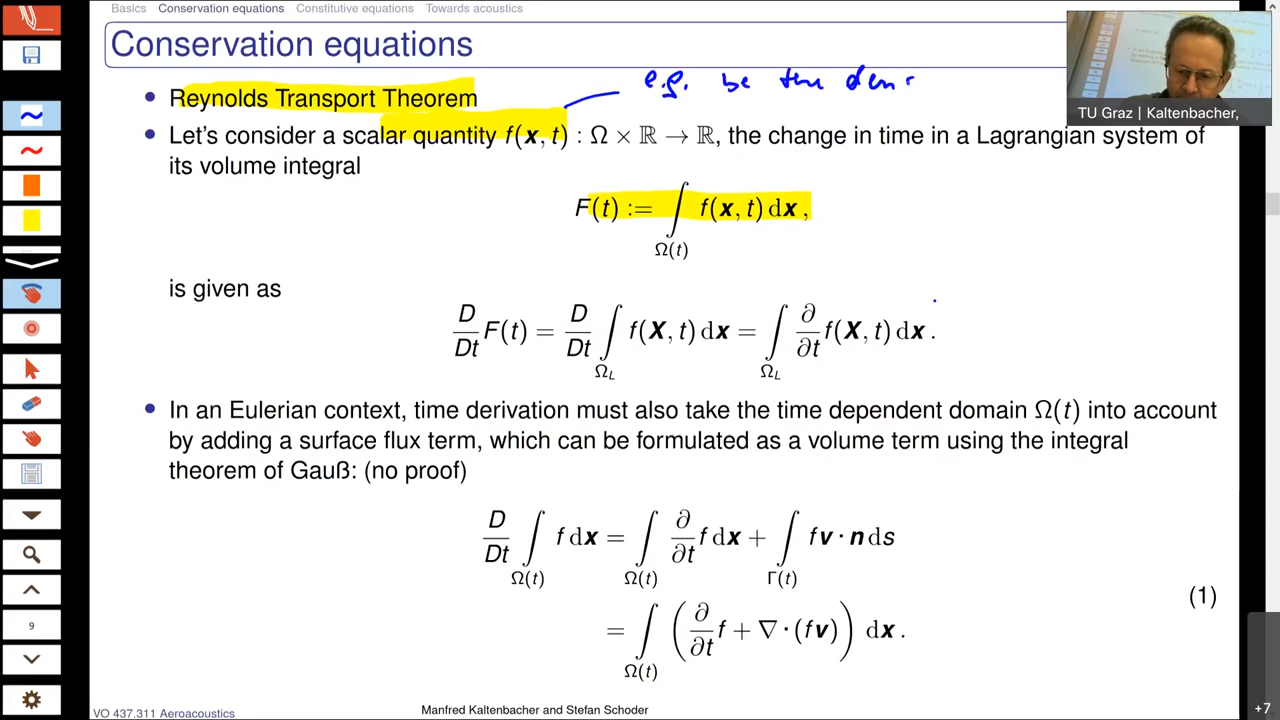 Basics Conservation equations Constitutive equations Towards acoustics
Conservation equations
e.g. be the den
TU Graz | Kaltenbacher,
• Reynolds Transport Theorem
• Let's consider a scalar quantity f(x, t) : Ω × ℝ → ℝ, the change in time in a Lagrangian system of
its volume integral
F(t) := ∫_{Ω(t)} f(x, t) dx ,
is given as
D/Dt F(t) = D/Dt ∫_{Ω_L} f(X, t) dx = ∫_{Ω_L} ∂/∂t f(X, t) dx .
• In an Eulerian context, time derivation must also take the time dependent domain Ω(t) into account
by adding a surface flux term, which can be formulated as a volume term using the integral
theorem of Gauß: (no proof)
D/Dt ∫_{Ω(t)} f dx = ∫_{Ω(t)} ∂/∂t f dx + ∫_{Γ(t)} fv · n ds
= ∫_{Ω(t)} ( ∂/∂t f + ∇ · (fv) ) dx .
(1)
9
VO 437.311 Aeroacoustics
Manfred Kaltenbacher and Stefan Schoder
+7